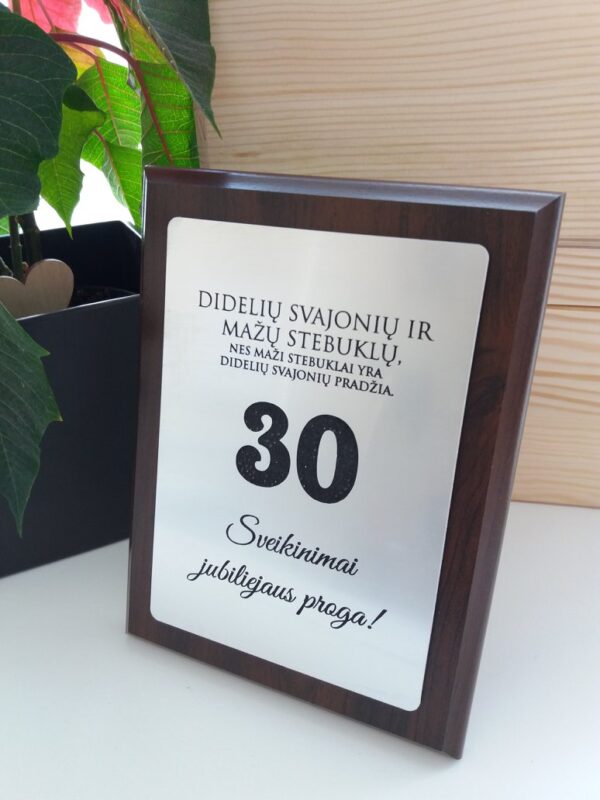 DIDELIŲ SVAJONIŲ IR
MAŽŲ STEBUKLŲ,
NES MAŽI STEBUKLAI YRA
DIDELIŲ SVAJONIŲ PRADŽIA.
30
Sveikinimai
jubiliejaus proga!